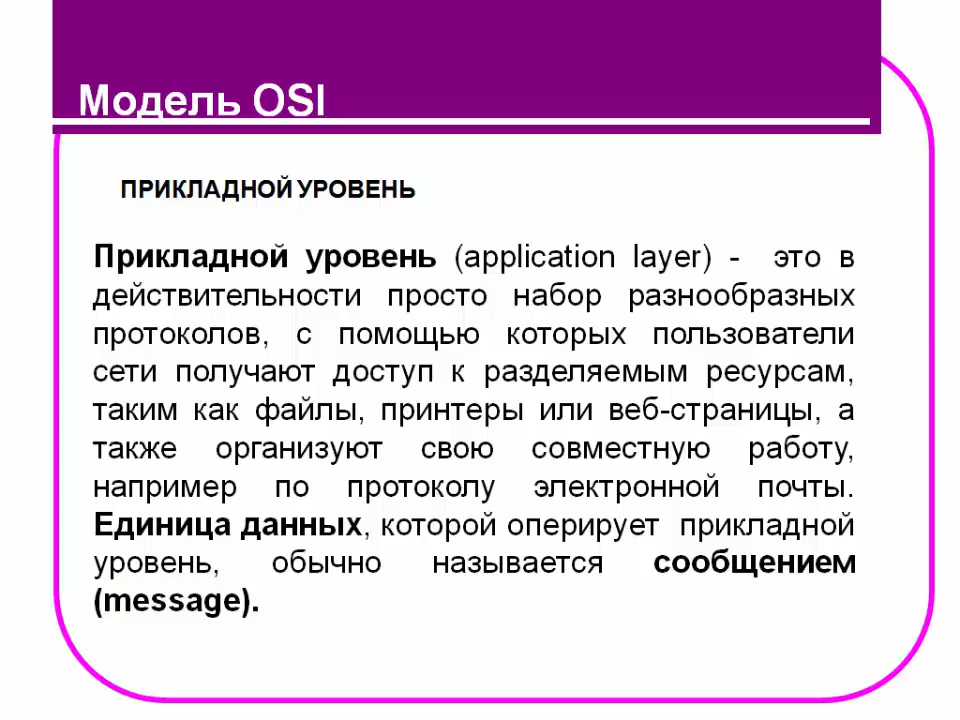 Модель OSI
ПРИКЛАДНОЙ УРОВЕНЬ
Прикладной уровень (application layer) - это в
действительности просто набор разнообразных
протоколов, с помощью которых пользователи
сети получают доступ к разделяемым ресурсам,
таким как файлы, принтеры или веб-страницы, а
также организуют свою совместную работу,
например по протоколу электронной почты.
Единица данных, которой оперирует прикладной
уровень, обычно называется сообщением
(message).